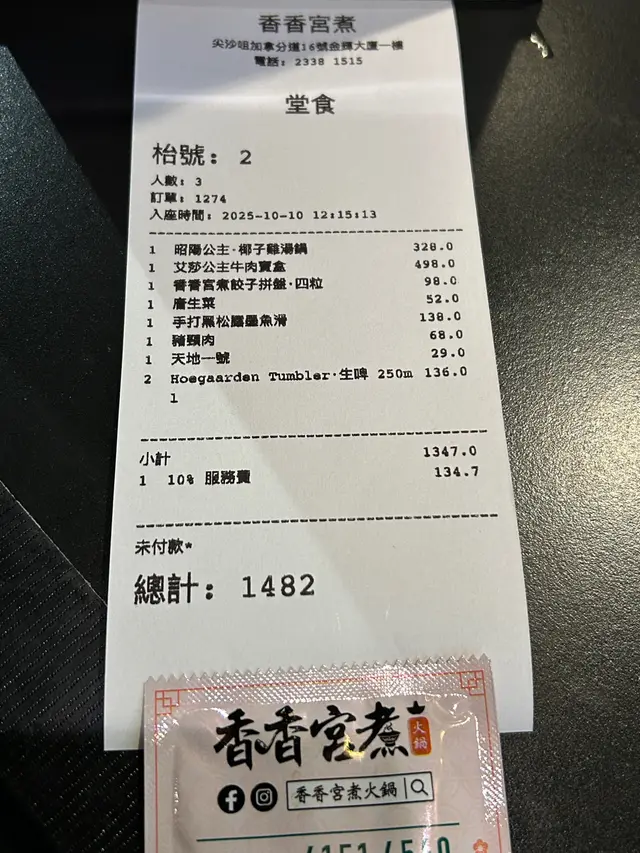 香香宮煮
尖沙咀加拿分道16號金輝大廈一樓
電話: 2338 1515
堂食
枱號: 2
人數: 3
訂單: 1274
入座時間: 2025-10-10 12:15:13
1 昭陽公主·椰子雞湯鍋 328.0
1 艾莎公主牛肉寶盒 498.0
1 香香宮煮餃子拼盤·四粒 98.0
1 唐生菜 52.0
1 手打黑松露墨魚滑 138.0
1 豬頸肉 68.0
1 天地一號 29.0
2 Hoegaarden Tumbler·生啤 250m 136.0
l
小計 1347.0
1 10% 服務費 134.7
未付款*
總計: 1482
香香宮煮
火鍋
香香宮煮火鍋